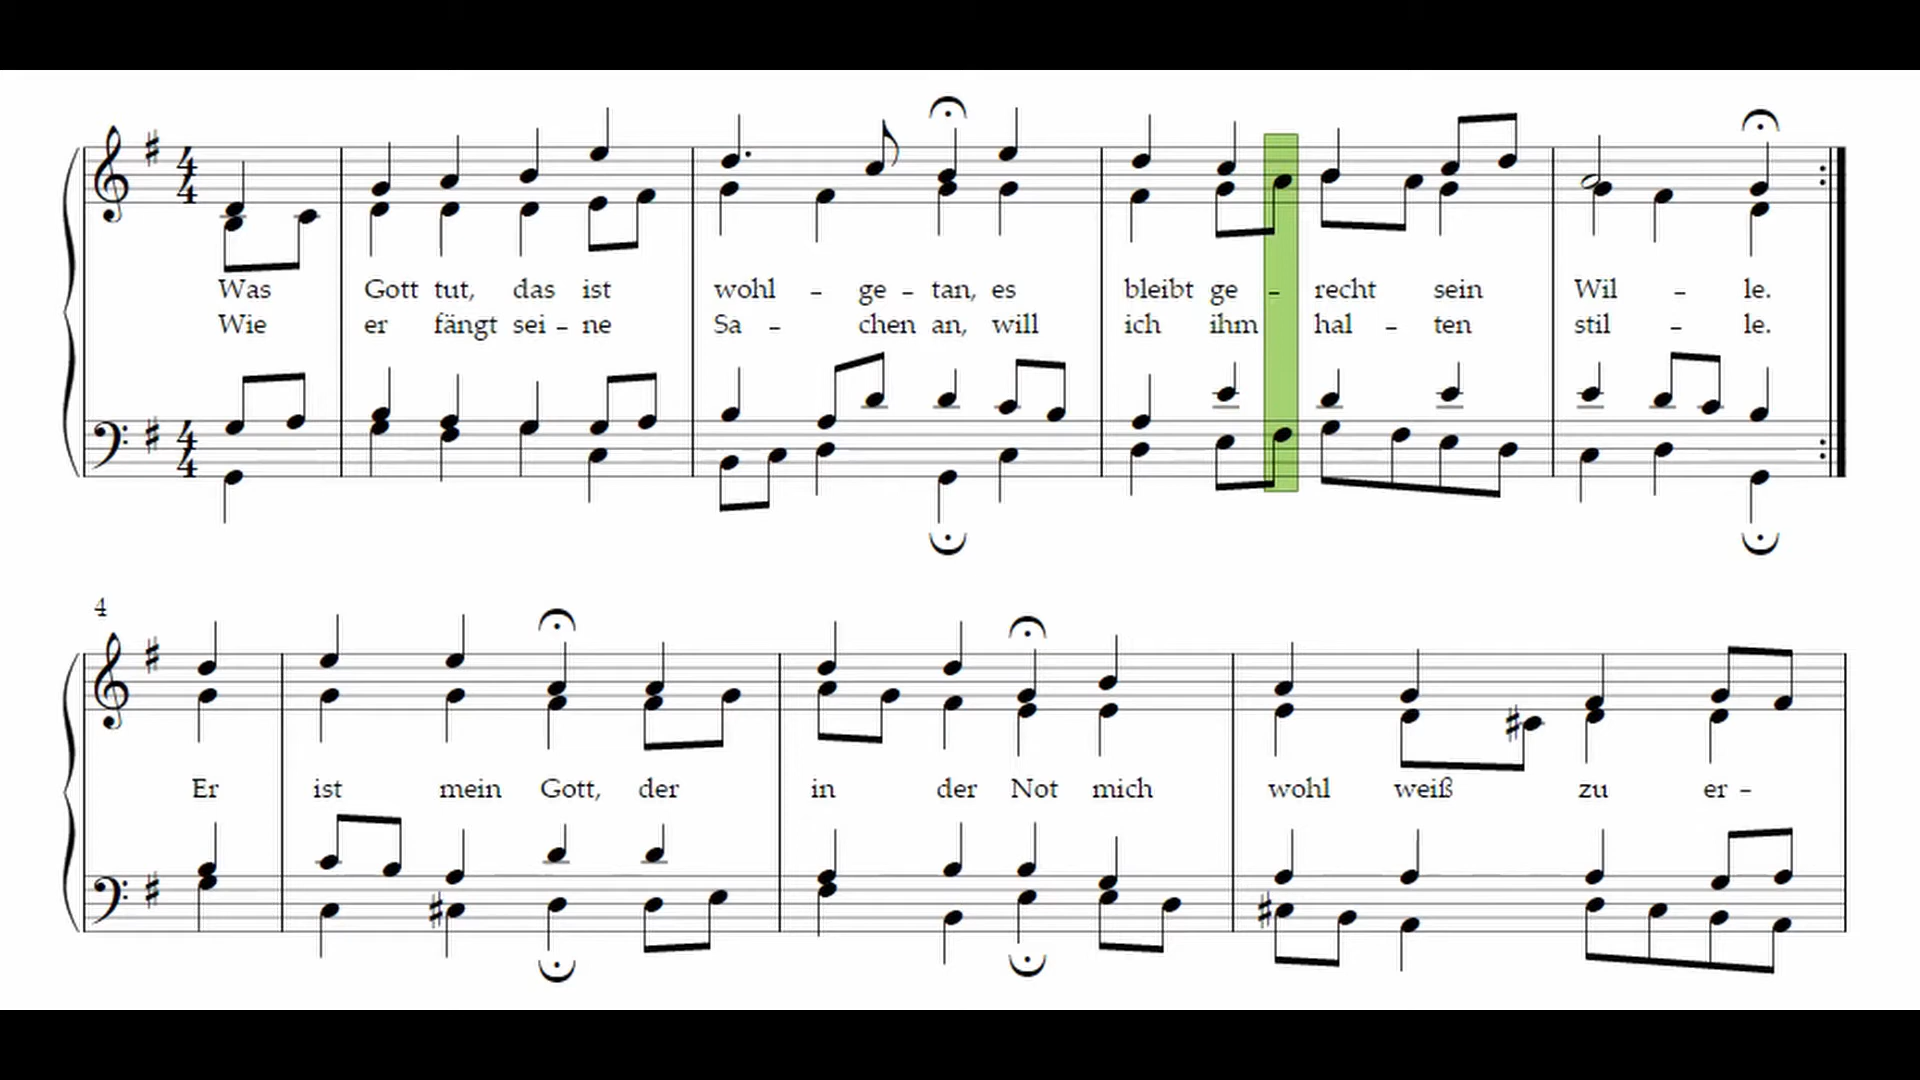 Was Gott tut, das ist wohl - ge - tan, es bleibt ge - recht sein Wil - le.
Wie er fängt sei - ne Sa - chen an, will ich ihm hal - ten stil - le.
4
Er ist mein Gott, der in der Not mich wohl weiß zu er -